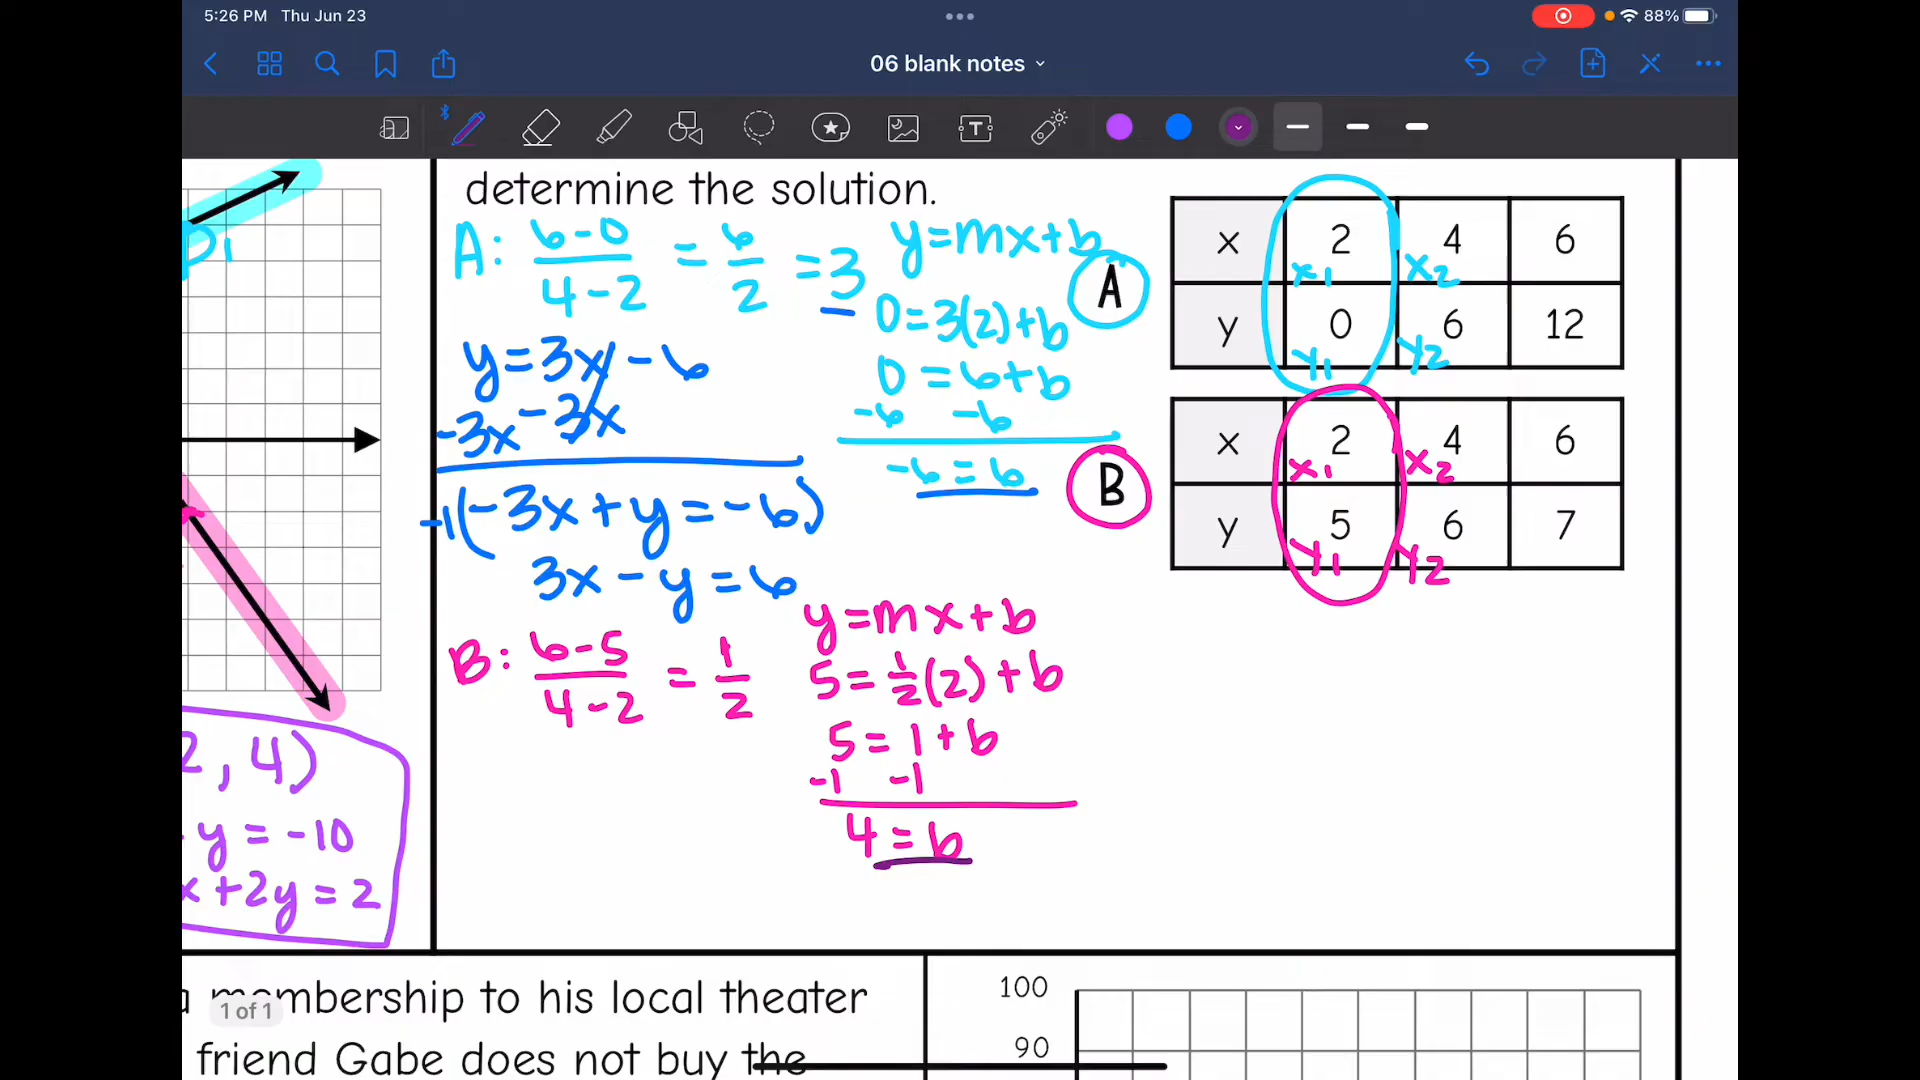 5:26 PM Thu Jun 23
88%
06 blank notes
determine the solution.
A: 6-0 / 4-2 = 6/2 = 3
y=mx+b
0=3(2)+b
0=6+b
-6 -6
-6=b
y=3x-6
-3x -3x
-1(-3x+y=-6)
3x-y=6
A
x 2 4 6
x1 x2
y 0 6 12
y1 y2
B
x 2 4 6
x1 x2
y 5 6 7
y1 y2
B: 6-5 / 4-2 = 1/2
y=mx+b
5=1/2(2)+b
5=1+b
-1 -1
4=b
2,4)
y=-10
x+2y=2
a membership to his local theater
1 of 1
friend Gabe does not buy the
100
90